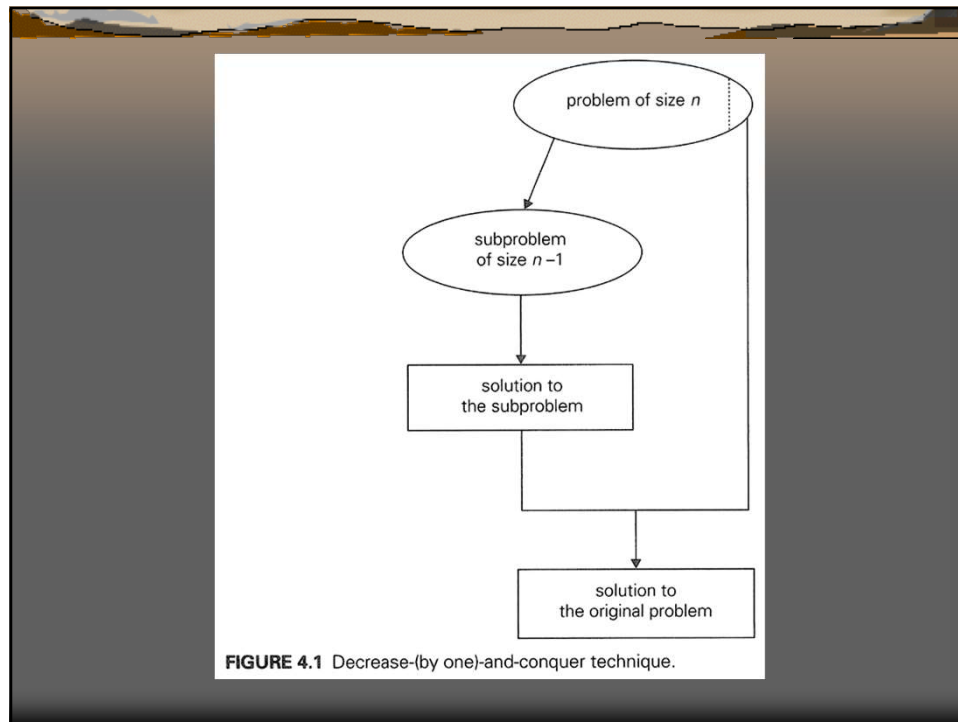 problem of size n
subproblem
of size n–1
solution to
the subproblem
solution to
the original problem
FIGURE 4.1 Decrease-(by one)-and-conquer technique.